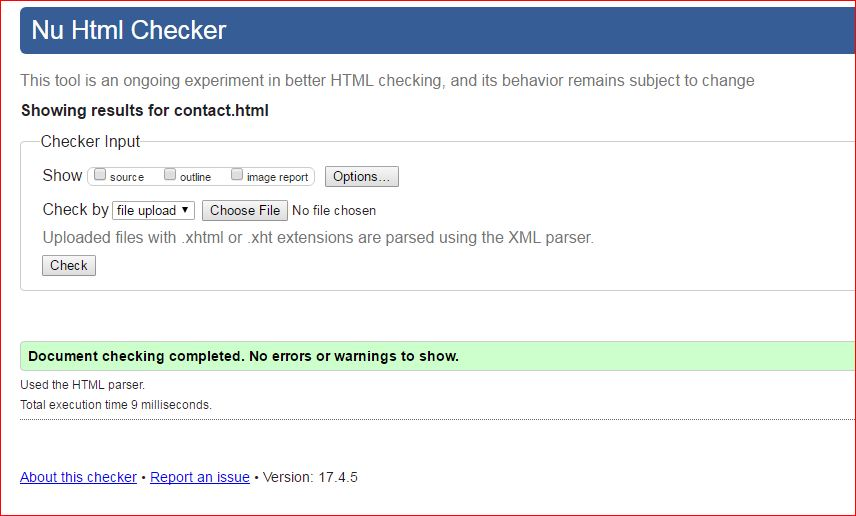 Nu Html Checker
This tool is an ongoing experiment in better HTML checking, and its behavior remains subject to change
Showing results for contact.html
Checker Input
Show source outline image report Options...
Check by file upload Choose File No file chosen
Uploaded files with .xhtml or .xht extensions are parsed using the XML parser.
Check
Document checking completed. No errors or warnings to show.
Used the HTML parser.
Total execution time 9 milliseconds.
About this checker • Report an issue • Version: 17.4.5